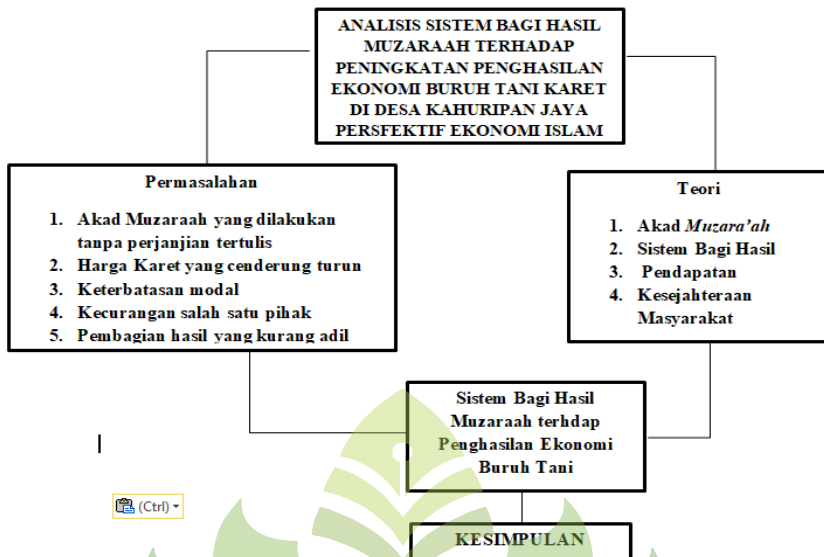 ANALISIS SISTEM BAGI HASIL
MUZARAAH TERHADAP
PENINGKATAN PENGHASILAN
EKONOMI BURUH TANI KARET
DI DESA KAHURIPAN JAYA
PERSFEKTIF EKONOMI ISLAM
Permasalahan
1. Akad Muzaraah yang dilakukan
tanpa perjanjian tertulis
2. Harga Karet yang cenderung turun
3. Keterbatasan modal
4. Kecurangan salah satu pihak
5. Pembagian hasil yang kurang adil
Teori
1. Akad Muzara’ah
2. Sistem Bagi Hasil
3. Pendapatan
4. Kesejahteraan
Masyarakat
Sistem Bagi Hasil
Muzaraah terhdap
Penghasilan Ekonomi
Buruh Tani
(Ctrl)
KESIMPULAN